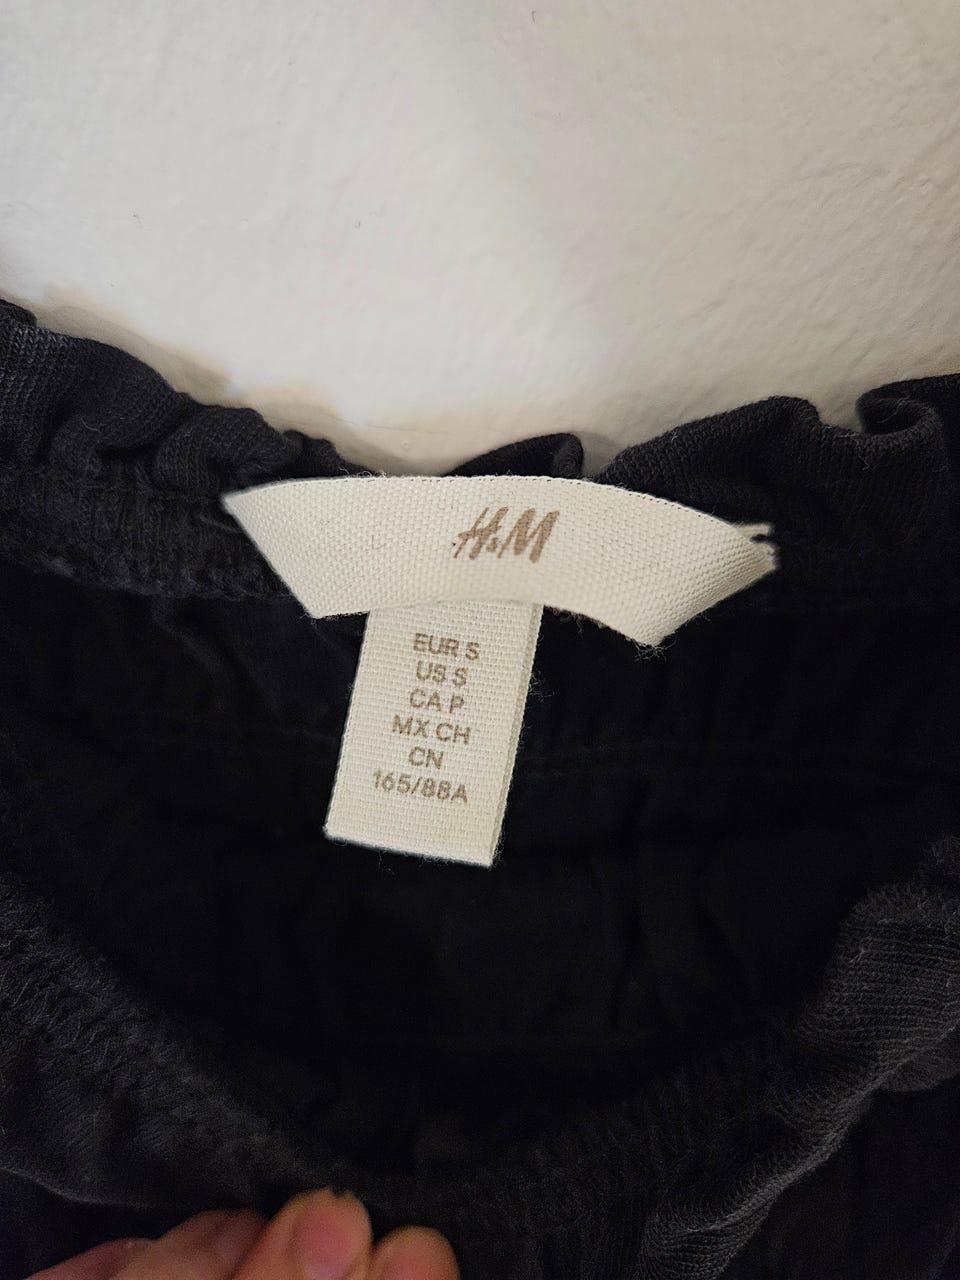 H&M
EUR S
US S
CA P
MX CH
CN
165/88A